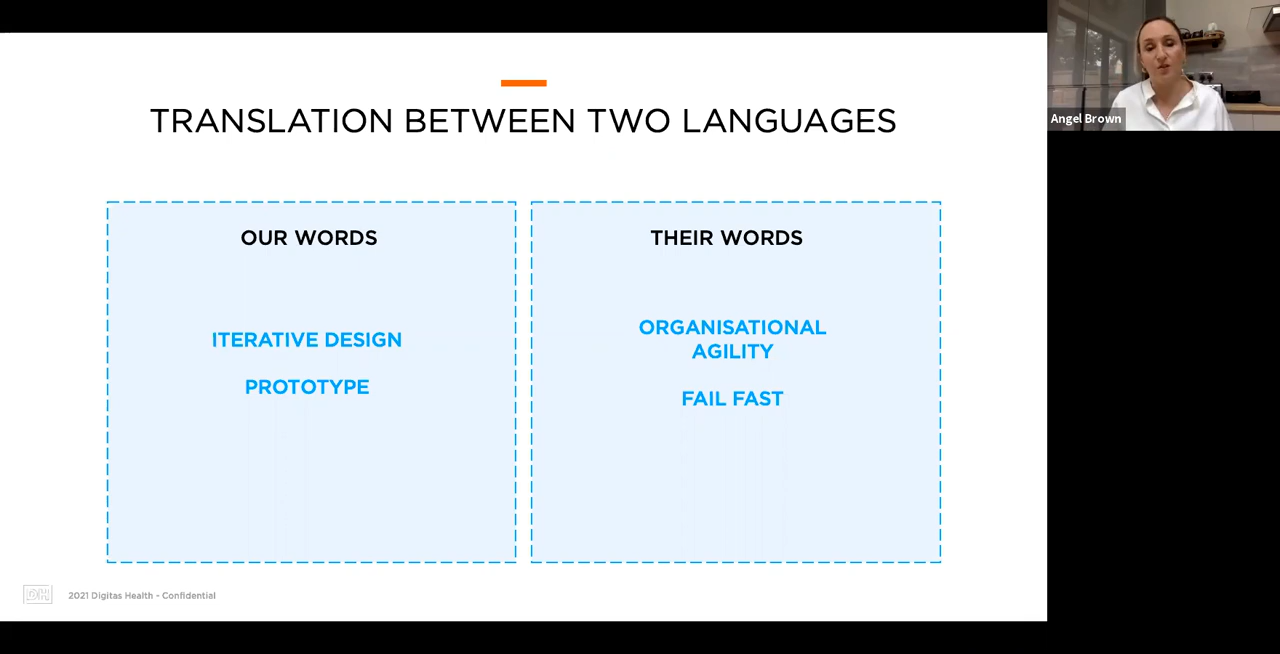 TRANSLATION BETWEEN TWO LANGUAGES
OUR WORDS
ITERATIVE DESIGN
PROTOTYPE
THEIR WORDS
ORGANISATIONAL
AGILITY
FAIL FAST
DH
2021 Digitas Health - Confidential
Angel Brown